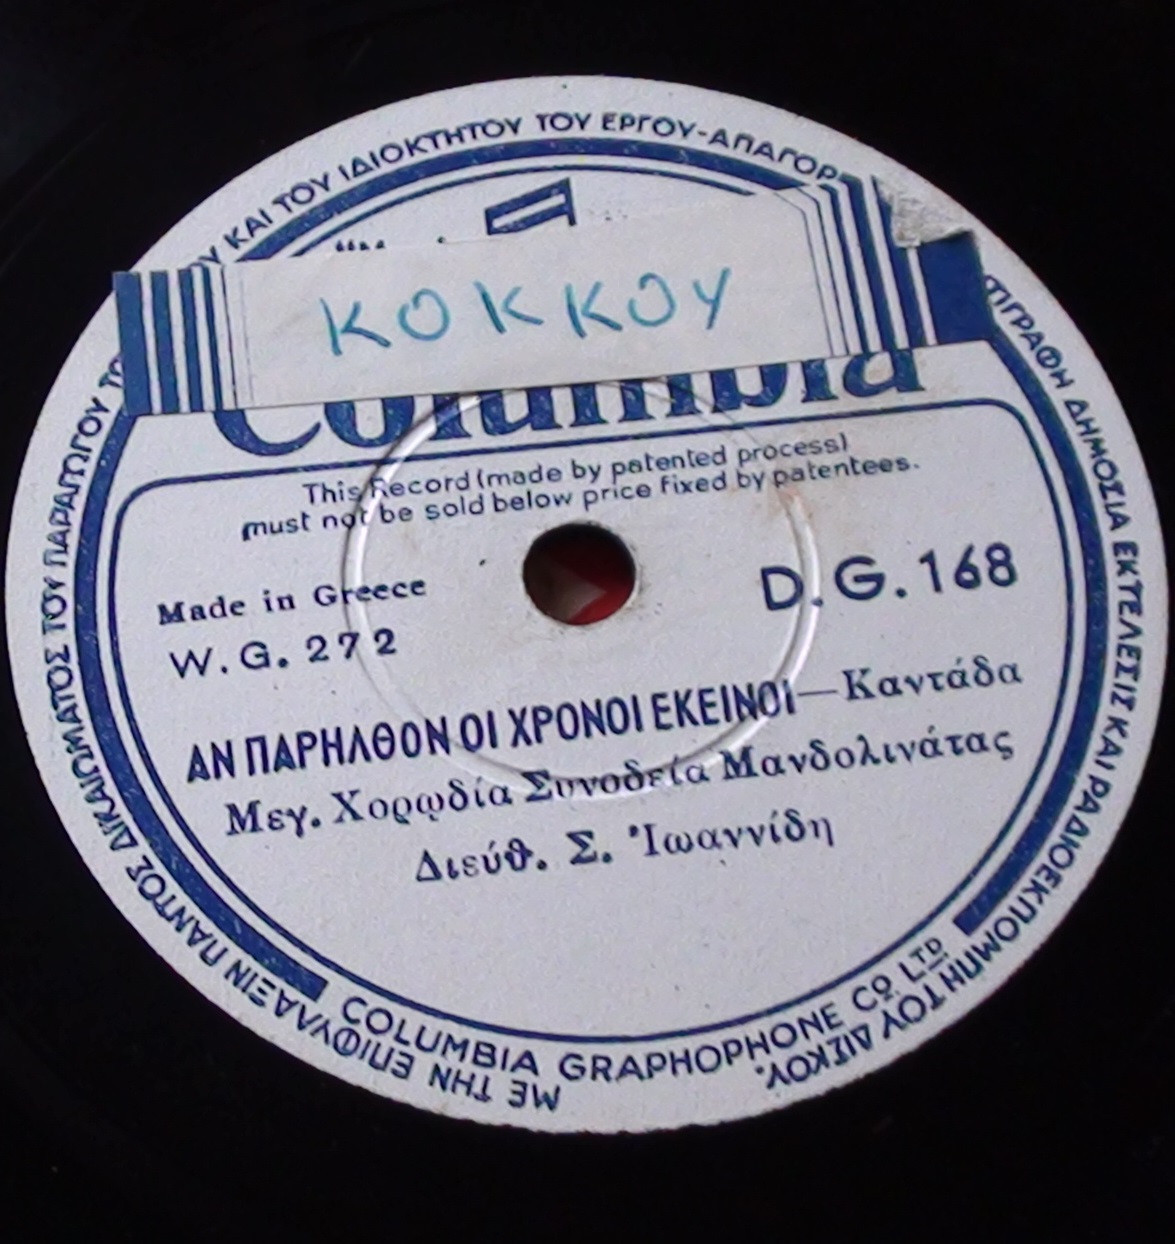 ΚΟΚΚΟΥ
Columbia
This Record (made by patented process)
must not be sold below price fixed by patentees.
Made in Greece
D.G.168
W.G.272
ΑΝ ΠΑΡΗΛΘΟΝ ΟΙ ΧΡΟΝΟΙ ΕΚΕΙΝΟΙ—Καντάδα
Μεγ. Χορῳδία Συνοδεία Μανδολινάτας
Διεύθ. Σ. Ἰωαννίδη
COLUMBIA GRAPHOPHONE CO. LTD
ΜΕ ΤΗΝ ΕΠΙΦΥΛΑΞΙΝ ΠΑΝΤΟΣ ΔΙΚΑΙΩΜΑΤΟΣ ΤΟΥ ΠΑΡΑΓΩΓΟΥ ΚΑΙ ΤΟΥ ΙΔΙΟΚΤΗΤΟΥ ΤΟΥ ΕΡΓΟΥ-ΑΠΑΓΟΡ ΔΗΜΟΣΙΑ ΕΚΤΕΛΕΣΙΣ ΚΑΙ ΡΑΔΙΟΕΚΠΟΜΠΗ ΤΟΥ ΔΙΣΚΟΥ.